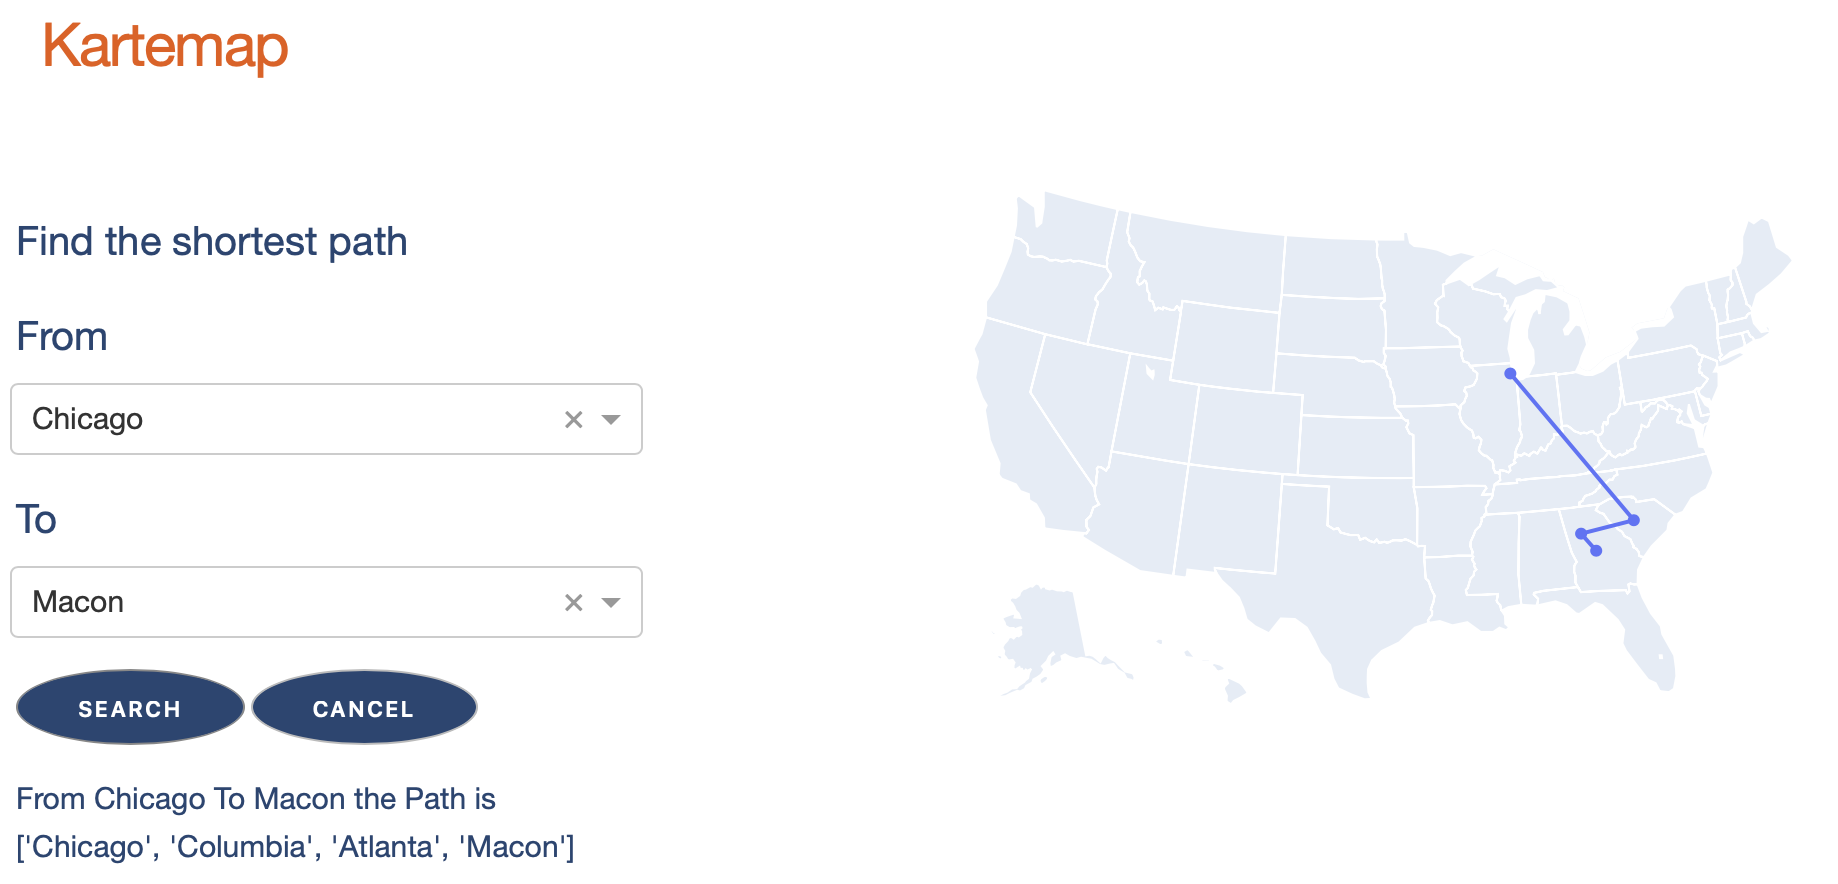 Kartemap
Find the shortest path
From
Chicago
To
Macon
SEARCH CANCEL
From Chicago To Macon the Path is
['Chicago', 'Columbia', 'Atlanta', 'Macon']